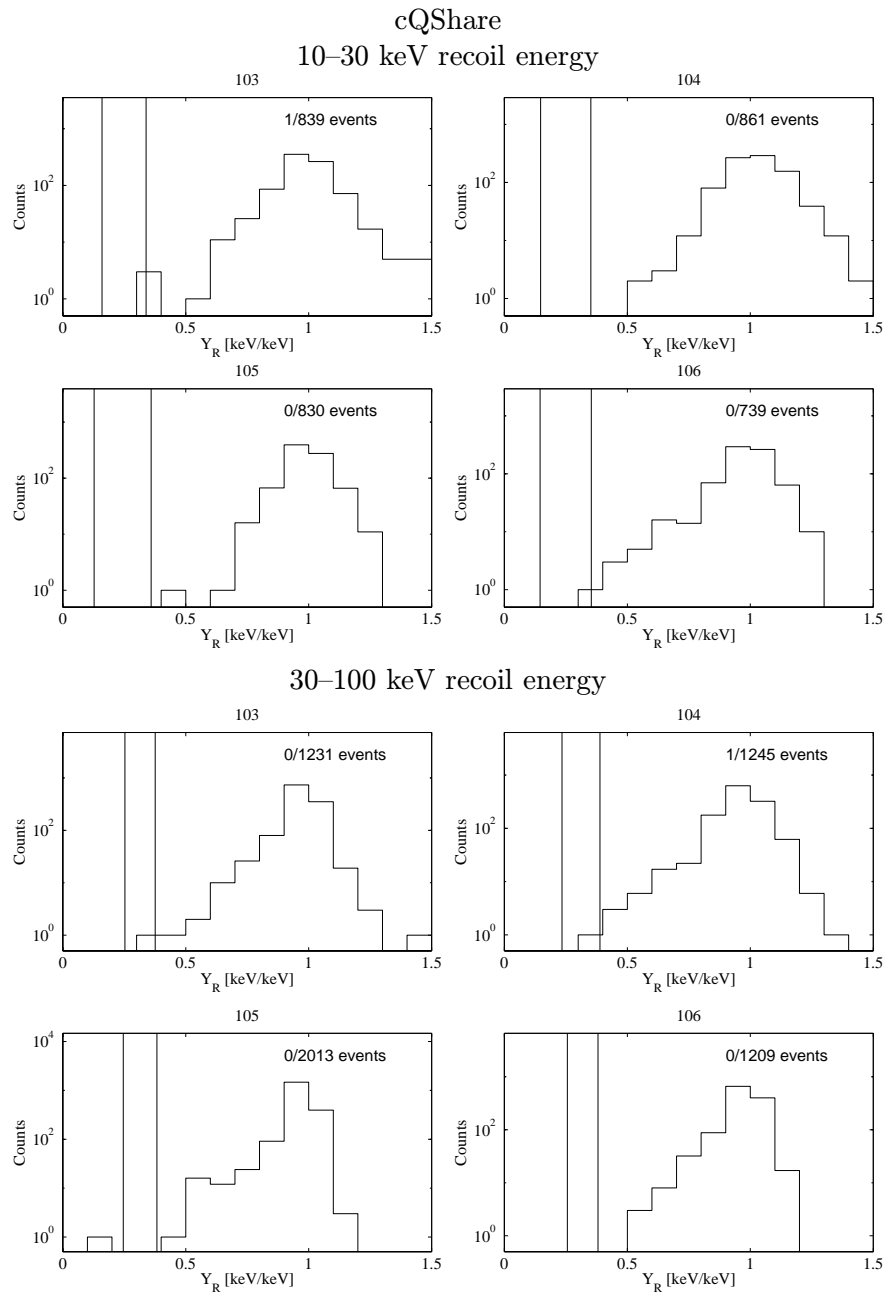 cQShare
10–30 keV recoil energy
103
1/839 events
Counts
10^2
10^0
0 0.5 1 1.5
Y_R [keV/keV]
104
0/861 events
Counts
10^2
10^0
0 0.5 1 1.5
Y_R [keV/keV]
105
0/830 events
Counts
10^2
10^0
0 0.5 1 1.5
Y_R [keV/keV]
106
0/739 events
Counts
10^2
10^0
0 0.5 1 1.5
Y_R [keV/keV]
30–100 keV recoil energy
103
0/1231 events
Counts
10^2
10^0
0 0.5 1 1.5
Y_R [keV/keV]
104
1/1245 events
Counts
10^2
10^0
0 0.5 1 1.5
Y_R [keV/keV]
105
0/2013 events
Counts
10^4
10^2
10^0
0 0.5 1 1.5
Y_R [keV/keV]
106
0/1209 events
Counts
10^2
10^0
0 0.5 1 1.5
Y_R [keV/keV]